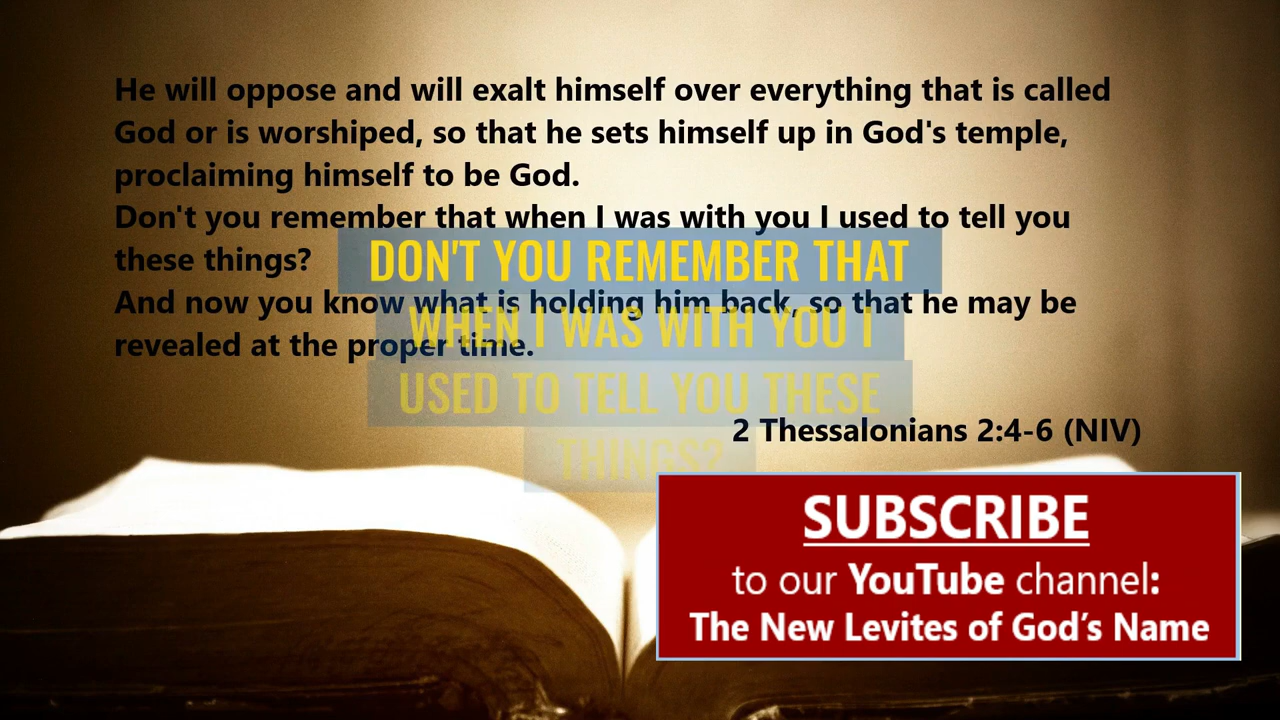 He will oppose and will exalt himself over everything that is called
God or is worshiped, so that he sets himself up in God's temple,
proclaiming himself to be God.
Don't you remember that when I was with you I used to tell you
these things?
And now you know what is holding him back, so that he may be
revealed at the proper time.
DON'T YOU REMEMBER THAT
WHEN I WAS WITH YOU I
USED TO TELL YOU THESE
THINGS?
2 Thessalonians 2:4-6 (NIV)
SUBSCRIBE
to our YouTube channel:
The New Levites of God's Name